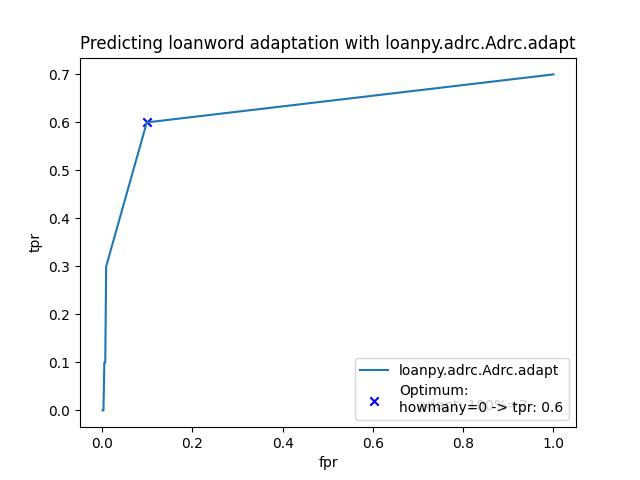 Predicting loanword adaptation with loanpy.adrc.Adrc.adapt
0.7
0.6
0.5
0.4
0.3
0.2
0.1
0.0
tpr
0.0 0.2 0.4 0.6 0.8 1.0
fpr
loanpy.adrc.Adrc.adapt
Optimum:
howmany=0 -> tpr: 0.6